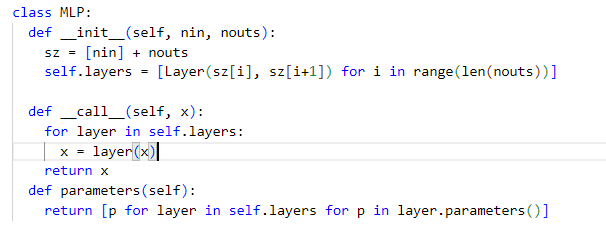 class MLP:
  def __init__(self, nin, nouts):
    sz = [nin] + nouts
    self.layers = [Layer(sz[i], sz[i+1]) for i in range(len(nouts))]

  def __call__(self, x):
    for layer in self.layers:
      x = layer(x)
    return x
  def parameters(self):
    return [p for layer in self.layers for p in layer.parameters()]